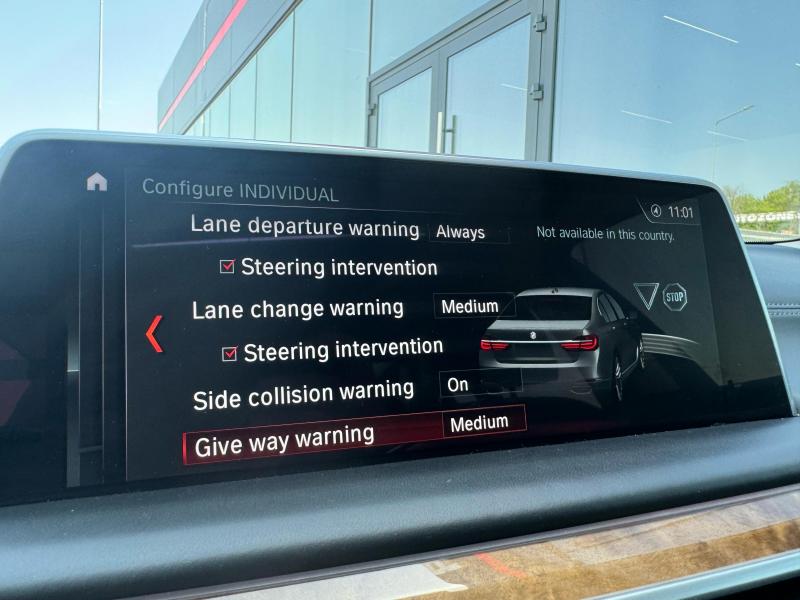 Configure INDIVIDUAL
11:01
Lane departure warning Always
Not available in this country.
Steering intervention
Lane change warning Medium
STOP
Steering intervention
Side collision warning On
Give way warning Medium